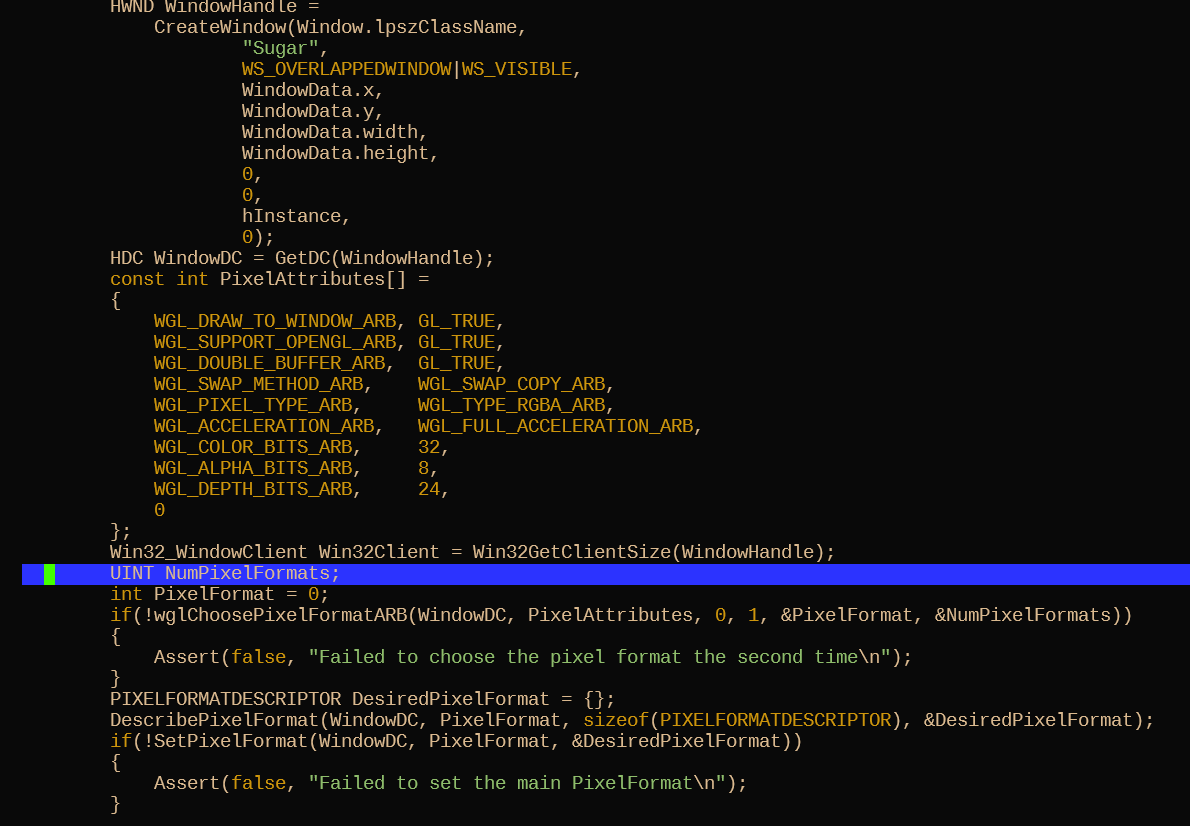 HWND WindowHandle =
CreateWindow(Window.lpszClassName,
"Sugar",
WS_OVERLAPPEDWINDOW|WS_VISIBLE,
WindowData.x,
WindowData.y,
WindowData.width,
WindowData.height,
0,
0,
hInstance,
0);
HDC WindowDC = GetDC(WindowHandle);
const int PixelAttributes[] =
{
WGL_DRAW_TO_WINDOW_ARB, GL_TRUE,
WGL_SUPPORT_OPENGL_ARB, GL_TRUE,
WGL_DOUBLE_BUFFER_ARB,  GL_TRUE,
WGL_SWAP_METHOD_ARB,    WGL_SWAP_COPY_ARB,
WGL_PIXEL_TYPE_ARB,     WGL_TYPE_RGBA_ARB,
WGL_ACCELERATION_ARB,   WGL_FULL_ACCELERATION_ARB,
WGL_COLOR_BITS_ARB,     32,
WGL_ALPHA_BITS_ARB,     8,
WGL_DEPTH_BITS_ARB,     24,
0
};
Win32_WindowClient Win32Client = Win32GetClientSize(WindowHandle);
UINT NumPixelFormats;
int PixelFormat = 0;
if(!wglChoosePixelFormatARB(WindowDC, PixelAttributes, 0, 1, &PixelFormat, &NumPixelFormats))
{
Assert(false, "Failed to choose the pixel format the second time\n");
}
PIXELFORMATDESCRIPTOR DesiredPixelFormat = {};
DescribePixelFormat(WindowDC, PixelFormat, sizeof(PIXELFORMATDESCRIPTOR), &DesiredPixelFormat);
if(!SetPixelFormat(WindowDC, PixelFormat, &DesiredPixelFormat))
{
Assert(false, "Failed to set the main PixelFormat\n");
}